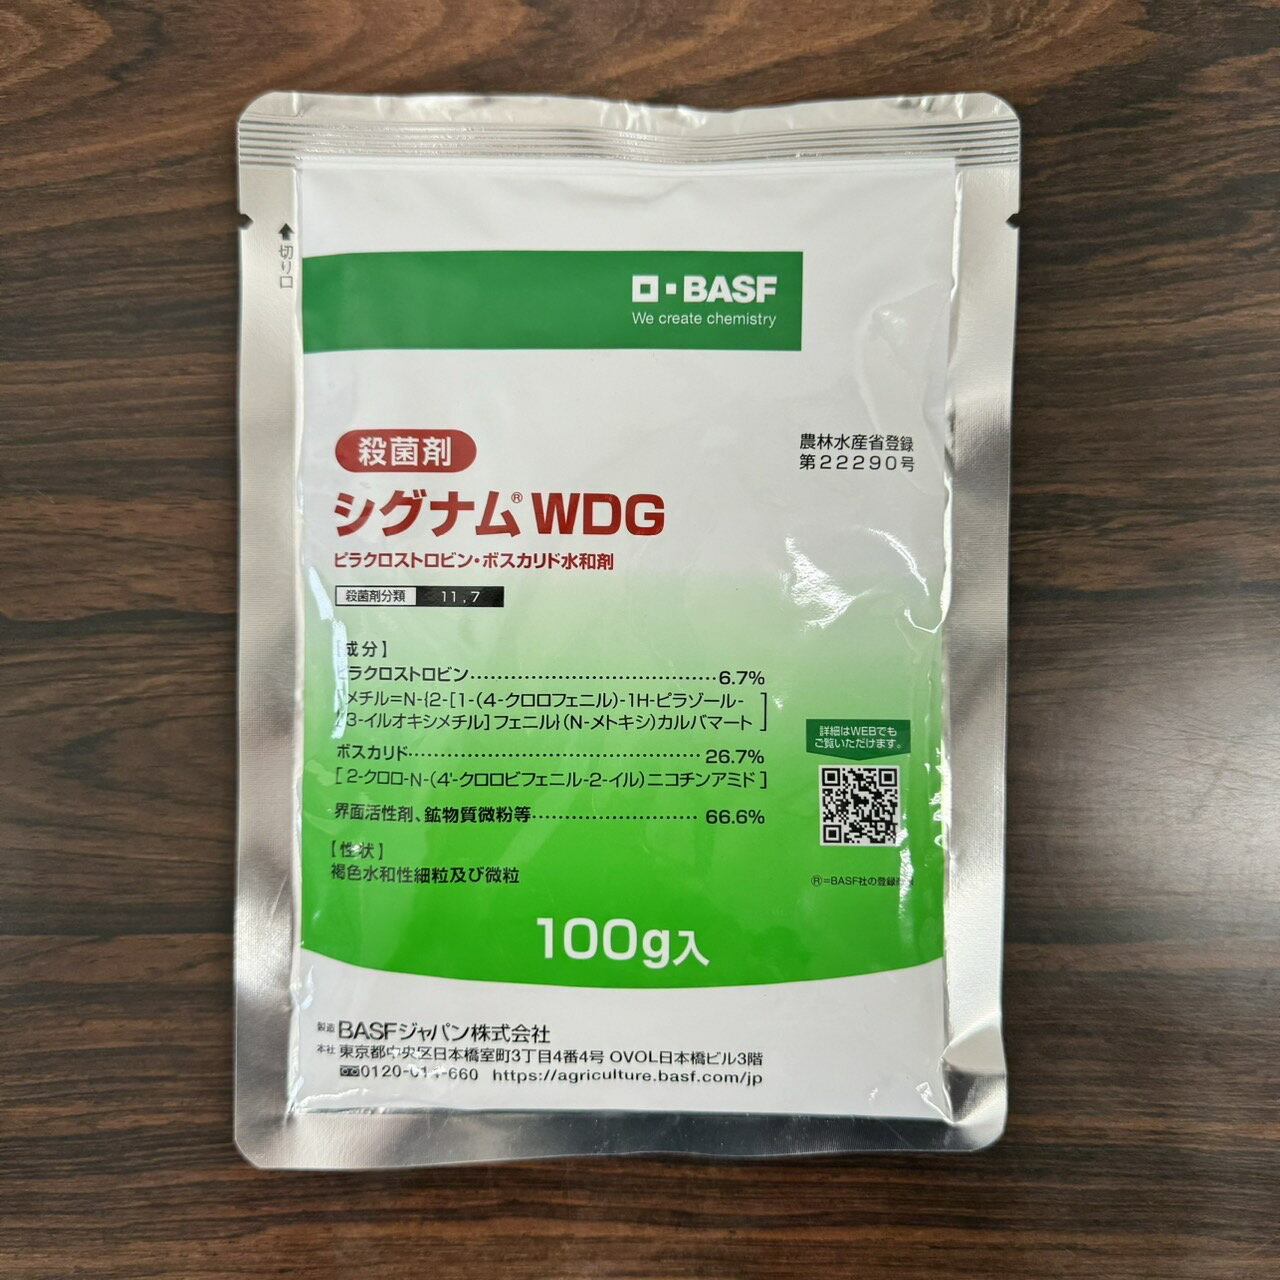 切り口
BASF
We create chemistry
殺菌剤
農林水産省登録
第22290号
シグナム® WDG
ピラクロストロビン・ボスカリド水和剤
殺菌剤分類 11,7
【成分】
ピラクロストロビン 6.7%
[メチル=N-{2-[1-(4-クロロフェニル)-1H-ピラゾール-
3-イルオキシメチル]フェニル}(N-メトキシ)カルバマート]
ボスカリド 26.7%
[2-クロロ-N-(4'-クロロビフェニル-2-イル)ニコチンアミド]
界面活性剤、鉱物質微粉等 66.6%
【性状】
褐色水和性細粒及び微粒
詳細はWEBでも
ご覧いただけます。
Ⓡ=BASF社の登録
100g入
製造 BASFジャパン株式会社
本社 東京都中央区日本橋室町3丁目4番4号 OVOL日本橋ビル3階
0120-014-660 https://agriculture.basf.com/jp